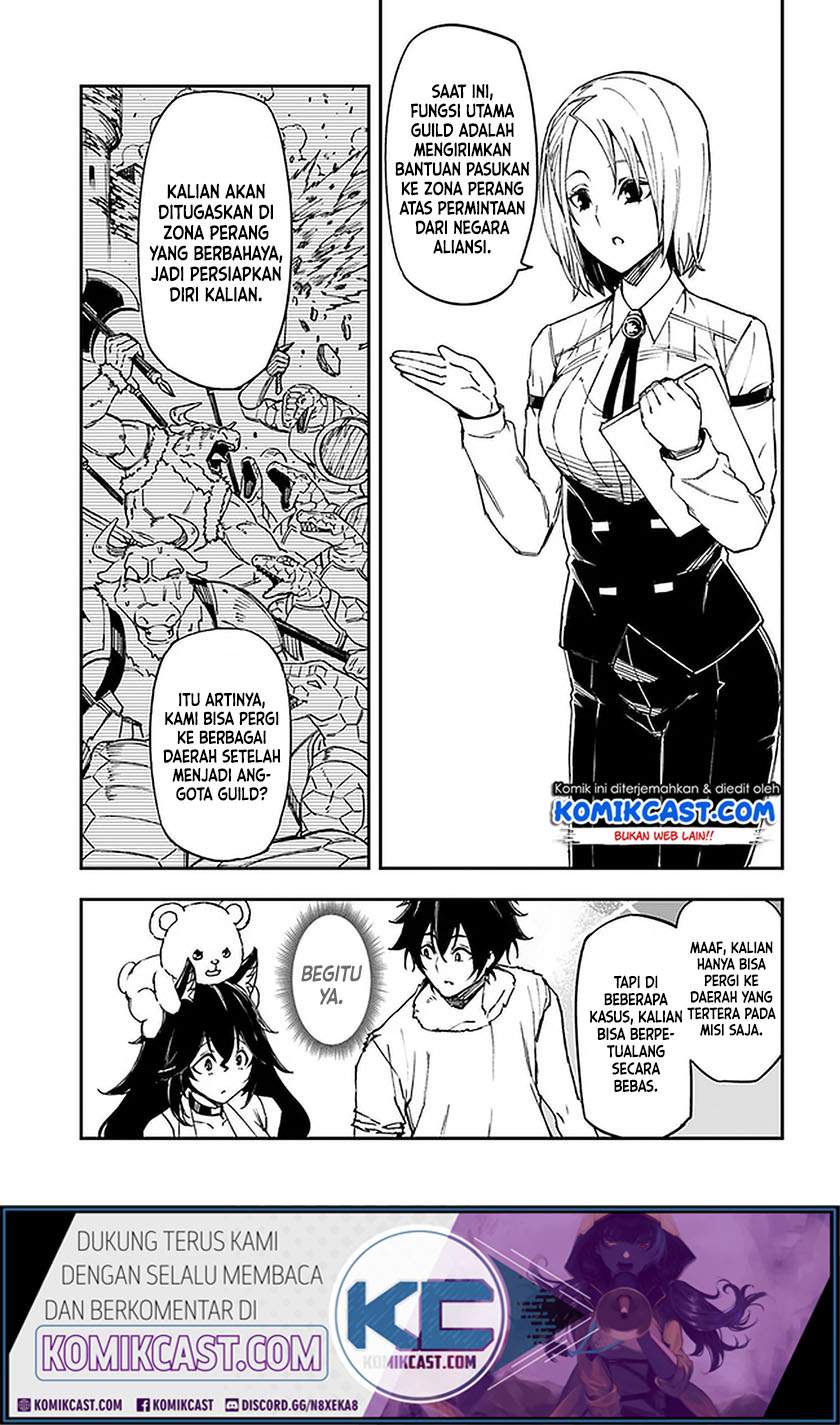 SAAT INI,
FUNGSI UTAMA
GUILD ADALAH
MENGIRIMKAN
BANTUAN PASUKAN
KE ZONA PERANG
ATAS PERMINTAAN
DARI NEGARA
ALIANSI.
KALIAN AKAN
DITUGASKAN DI
ZONA PERANG
YANG BERBAHAYA,
JADI PERSIAPKAN
DIRI KALIAN.
ITU ARTINYA,
KAMI BISA PERGI
KE BERBAGAI
DAERAH SETELAH
MENJADI ANG-
GOTA GUILD?
Komik ini diterjemahkan & diedit oleh
KOMIKCAST.COM
BUKAN WEB LAIN!!
MAAF, KALIAN
HANYA BISA
PERGI KE
DAERAH YANG
TERTERA PADA
MISI SAJA.
TAPI DI
BEBERAPA
KASUS, KALIAN
BISA BERPE-
TUALANG
SECARA
BEBAS.
BEGITU
YA.
DUKUNG TERUS KAMI
DENGAN SELALU MEMBACA
DAN BERKOMENTAR DI
KOMIKCAST.COM
KC
KOMIKCAST.COM
KOMIKCAST.COM KOMIKCAST DISCORD.GG/N8XEKA8